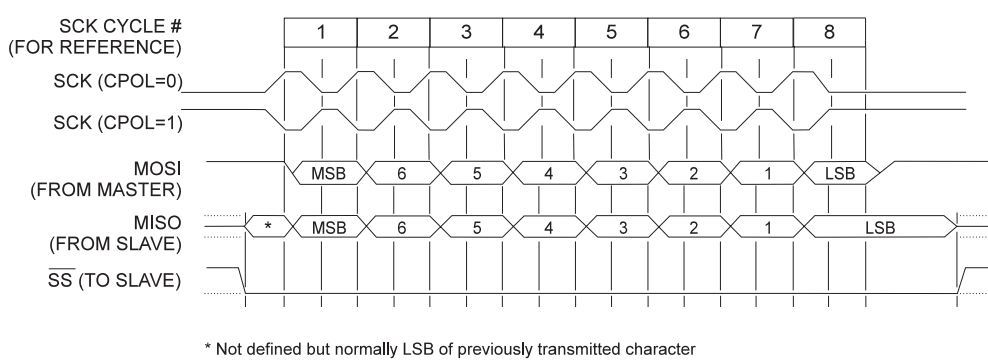 SCK CYCLE #
(FOR REFERENCE)
1 2 3 4 5 6 7 8
SCK (CPOL=0)
SCK (CPOL=1)
MOSI
(FROM MASTER)
MSB 6 5 4 3 2 1 LSB
MISO
(FROM SLAVE)
* MSB 6 5 4 3 2 1 LSB
SS (TO SLAVE)
* Not defined but normally LSB of previously transmitted character